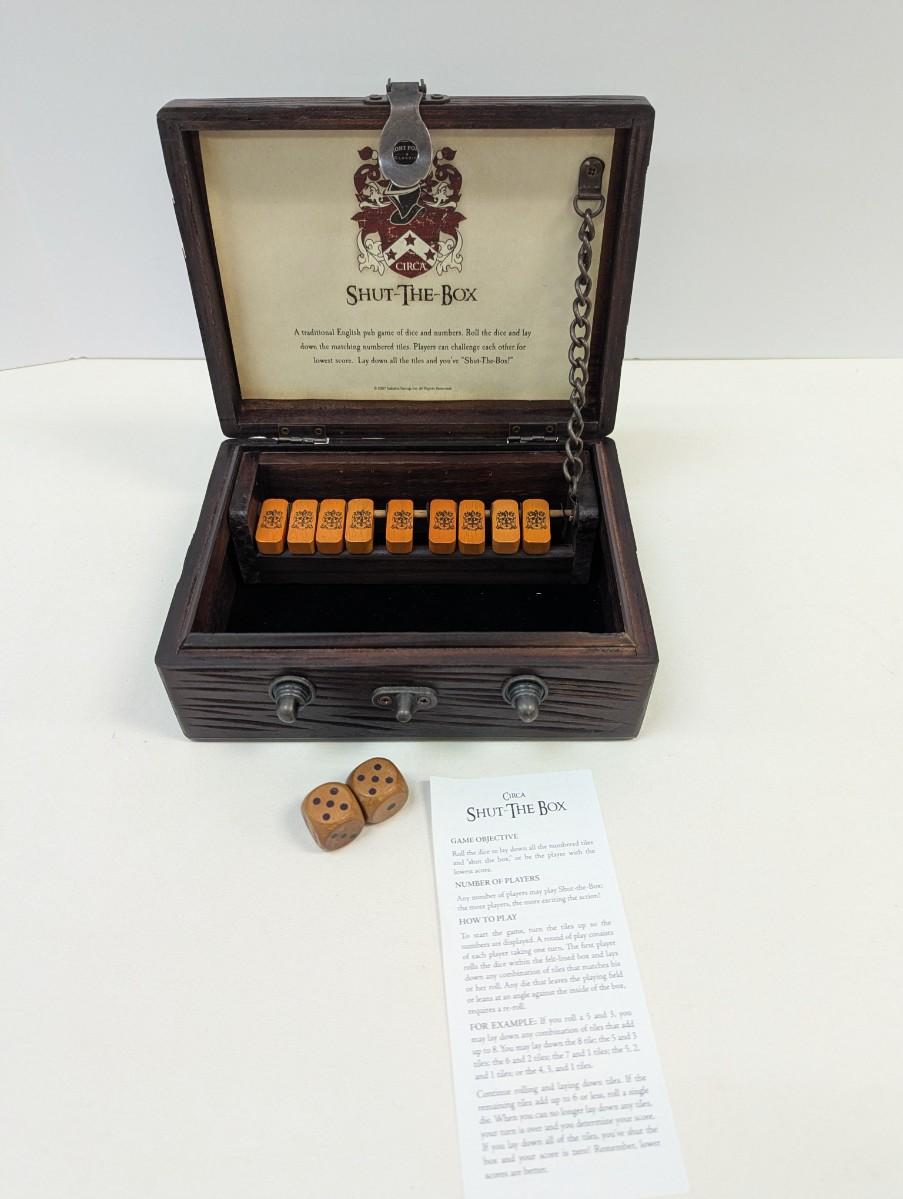 ONT FO
CLASSIC
CIRCA
SHUT-THE-BOX
A traditional English pub game of dice and numbers. Roll the dice and lay
down the matching numbered tiles. Players can challenge each other for
lowest score. Lay down all the tiles and you've "Shut-The-Box!"
Group, Inc. All Rights Reserved.
CIRCA
SHUT-THE BOX
GAME OBJECTIVE
Roll the dice to lay down all the numbered tiles
and "shut the box," or be the player with the
lowest score.
NUMBER OF PLAYERS
Any number of players may play Shut-the-Box;
the more players, the more exciting the action!
HOW TO PLAY
To start the game, turn the tiles up so the
numbers are displayed. A round of play consists
of each player taking one turn. The first player
rolls the dice within the felt-lined box and lays
down any combination of tiles that matches his
or her roll. Any die that leaves the playing field
or leans at an angle against the inside of the box,
requires a re-roll.
FOR EXAMPLE: If you roll a 5 and 3, you
may lay down any combination of tiles that add
up to 8. You may lay down the 8 tile; the 5 and 3
tiles; the 6 and 2 tiles; the 7 and 1 tiles; the 5, 2,
and 1 tiles; or the 4, 3, and 1 tiles.
Continue rolling and laying down tiles. If the
remaining tiles add up to 6 or less, roll a single
die. When you can no longer lay down any tiles,
your turn is over and you determine your score.
If you lay down all of the tiles, you've shut the
box and your score is zero! Remember, lower
scores are better.